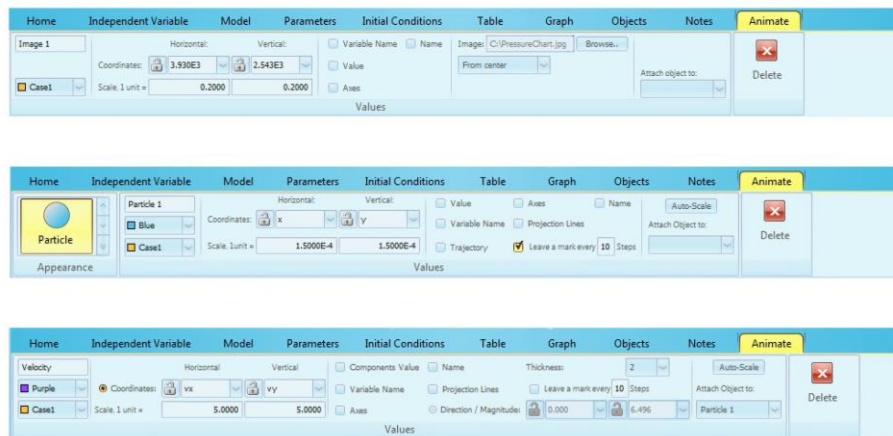 Home Independent Variable Model Parameters Initial Conditions Table Graph Objects Notes Animate
Image 1 Horizontal: Vertical: Variable Name Name Image: C:\PressureChart.jpg Browse..
Coordinates: 3.930E3 2.543E3 Value From center Attach object to: Delete
Case1 Scale, 1 unit = 0.2000 0.2000 Axes
Values
Home Independent Variable Model Parameters Initial Conditions Table Graph Objects Notes Animate
Particle 1 Horizontal: Vertical: Value Axes Name Auto-Scale
Particle Blue Coordinates: x y Variable Name Projection Lines Attach Object to: Delete
Case1 Scale, 1unit = 1.5000E-4 1.5000E-4 Trajectory Leave a mark every 10 Steps
Appearance Values
Home Independent Variable Model Parameters Initial Conditions Table Graph Objects Notes Animate
Velocity Horizontal Vertical Components Value Name Thickness: 2 Auto-Scale
Purple Coordinates: vx vy Variable Name Projection Lines Leave a mark every 10 Steps Attach Object to: Delete
Case1 Scale, 1 unit = 5.0000 5.0000 Axes Direction / Magnitude: 0.000 6.496 Particle 1
Values